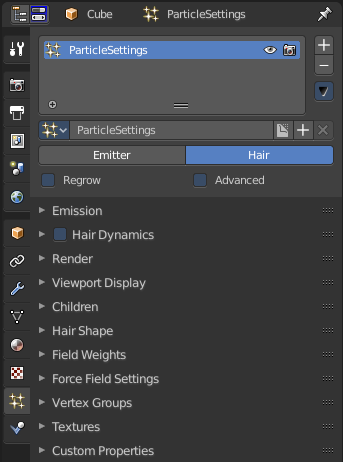 Cube ParticleSettings
ParticleSettings
ParticleSettings
Emitter Hair
Regrow Advanced
Emission
Hair Dynamics
Render
Viewport Display
Children
Hair Shape
Field Weights
Force Field Settings
Vertex Groups
Textures
Custom Properties